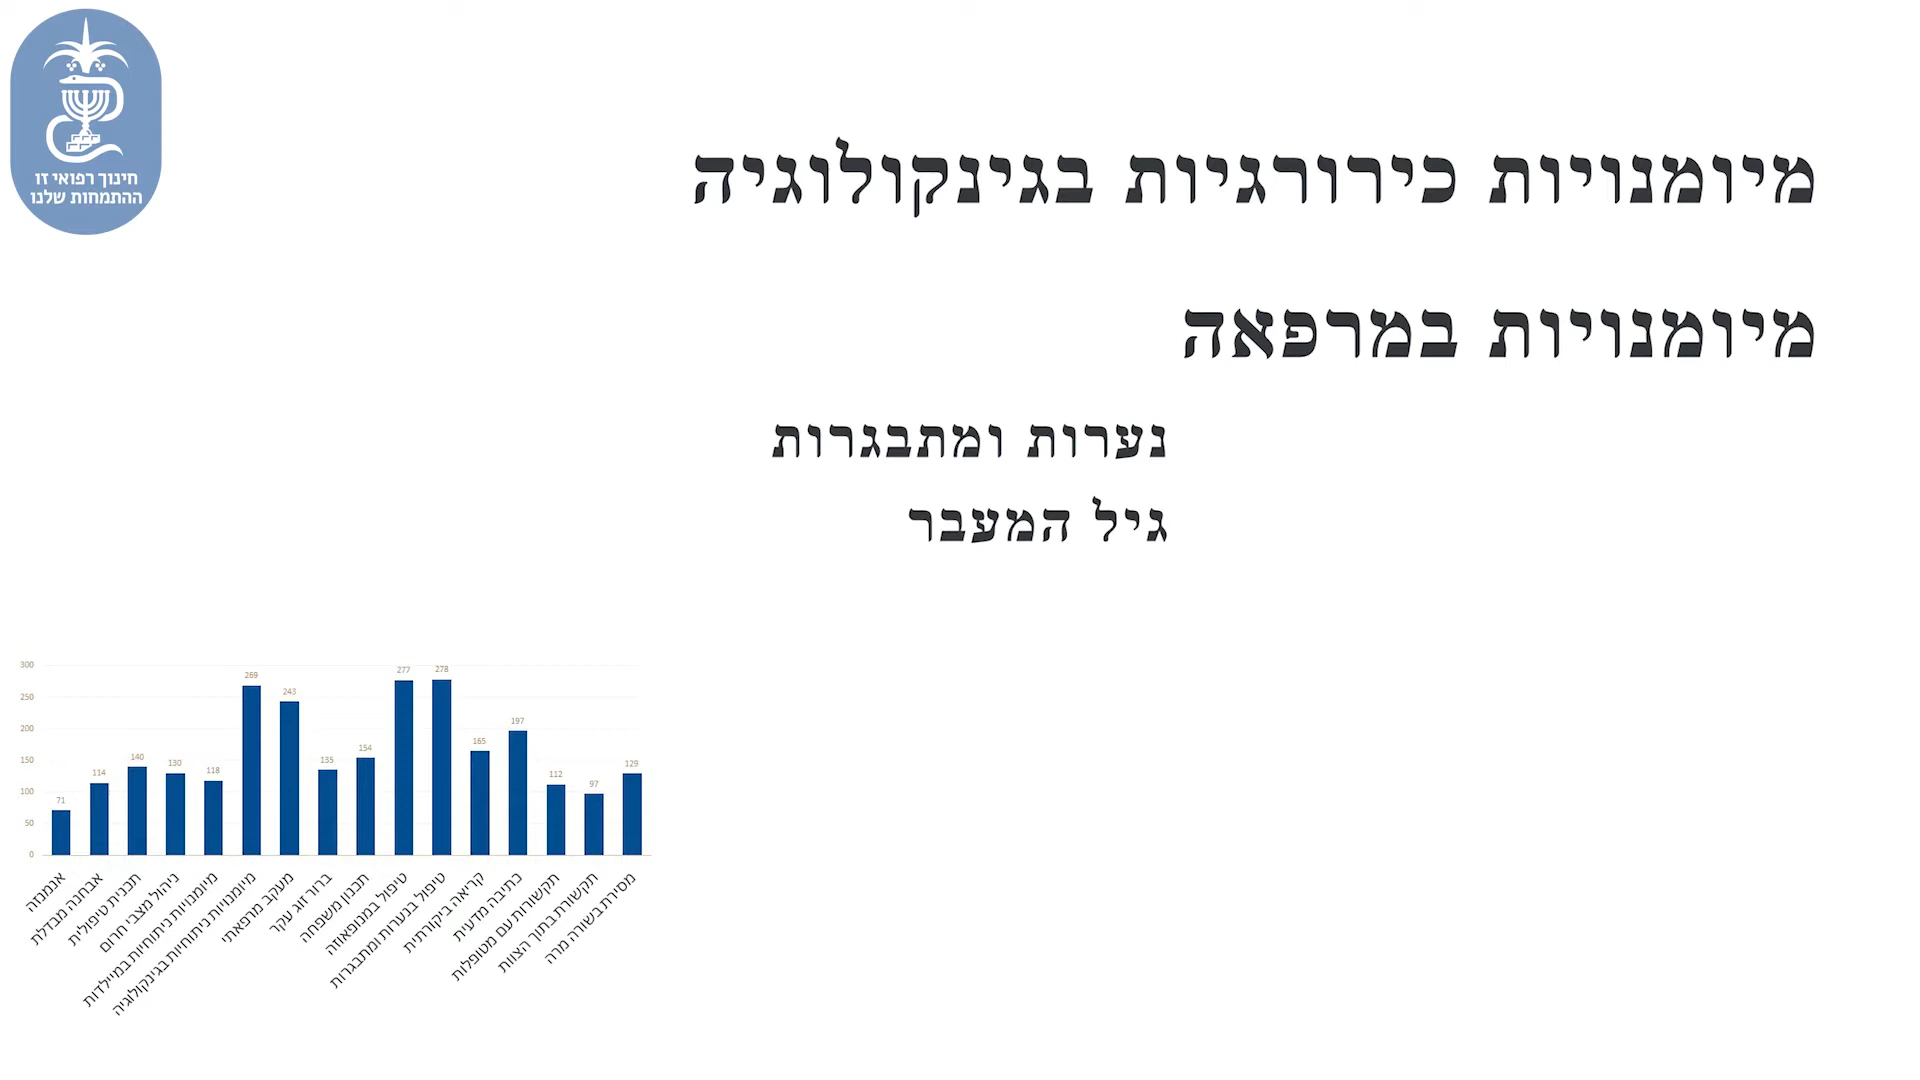 חינוך רפואי זו
ההתמחות שלנו
מיומנויות כירורגיות בגינקולוגיה
מיומנויות במרפאה
נערות ומתבגרות
גיל המעבר
300
250
200
150
100
50
0
71
114
140
130
118
269
243
135
154
277
278
165
197
112
97
129
אנמנזה
אבחנה מבדלת
תכנית טיפולית
ניהול מצבי חרום
מיומנויות ניתוחיות במיילדות
מיומנויות ניתוחיות בגינקולוגיה
מעקב מרפאתי
ברור זוג עקר
תכנון משפחה
טיפול במנופאוזה
טיפול בנערות ומתבגרות
קריאה ביקורתית
כתיבה מדעית
תקשורות עם מטופלות
תקשורת בתוך הצוות
מסירת בשורה מרה